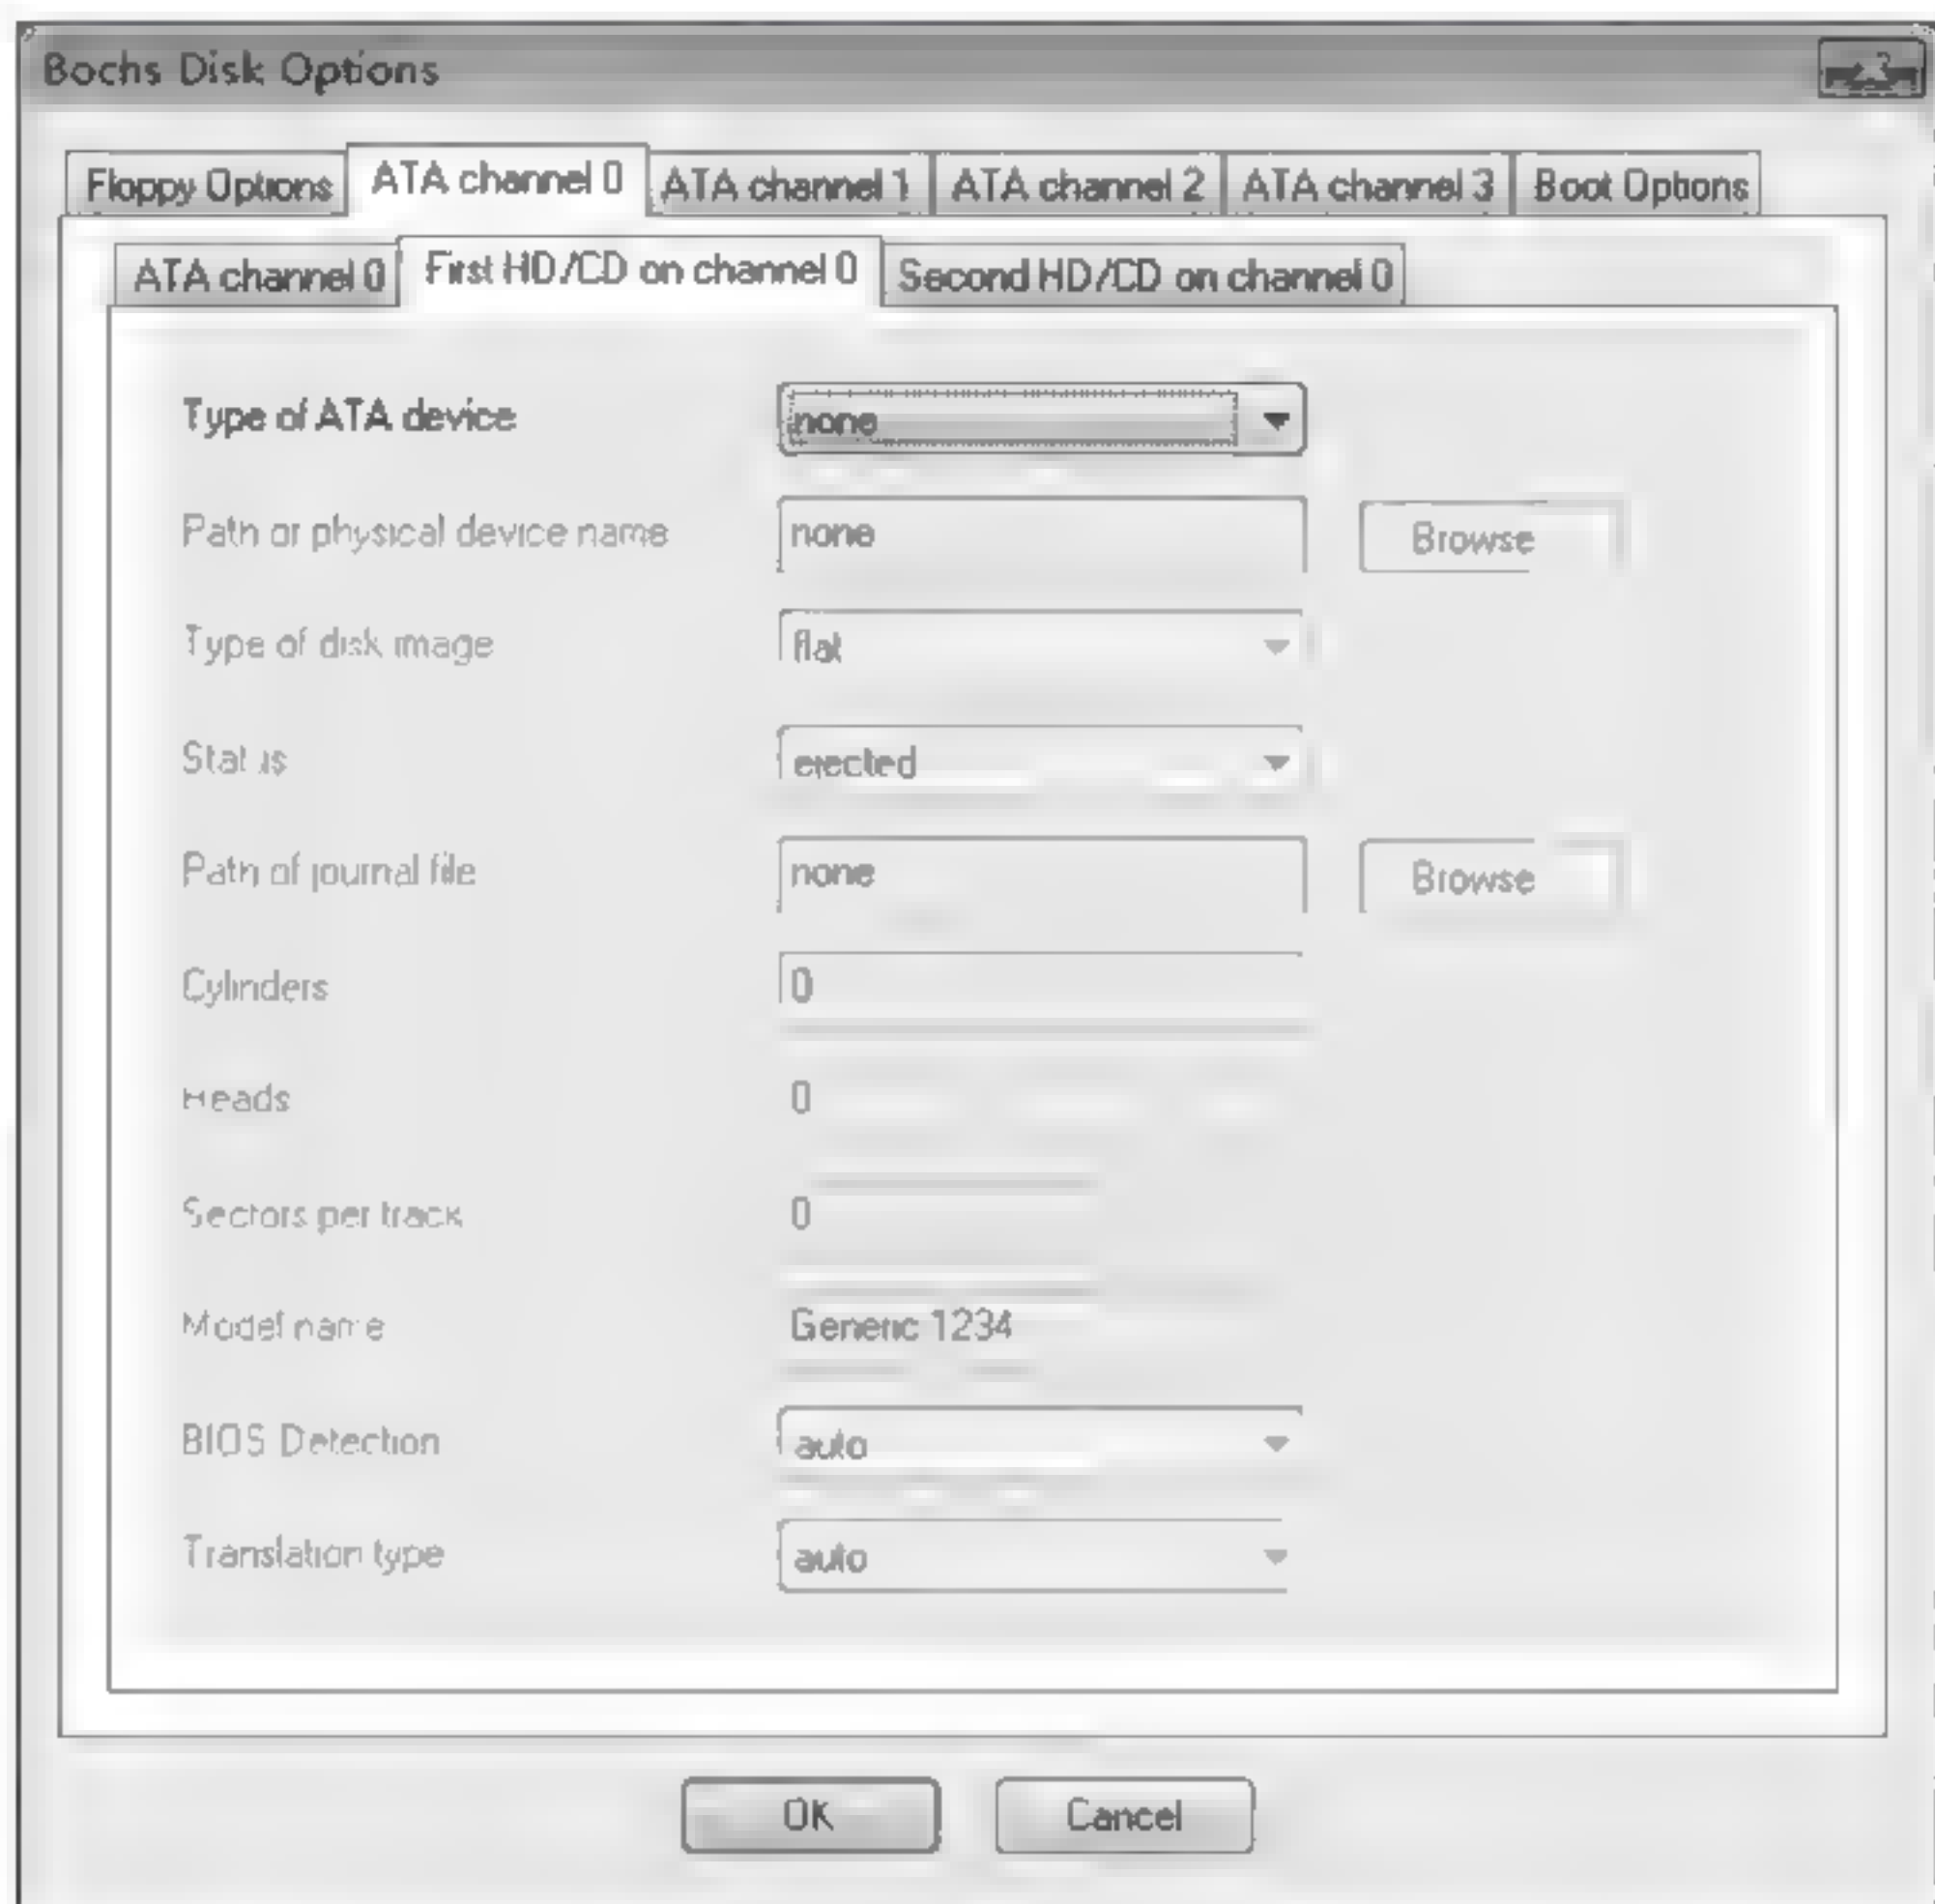 Bochs Disk Options
Floppy Options ATA channel 0 ATA channel 1 ATA channel 2 ATA channel 3 Boot Options
ATA channel 0 First HD/CD on channel 0 Second HD/CD on channel 0
Type of ATA device none
Path or physical device name none Browse
Type of disk image flat
Status ejected
Path of journal file none Browse
Cylinders 0
Heads 0
Sectors per track 0
Model name Generic 1234
BIOS Detection auto
Translation type auto
OK Cancel